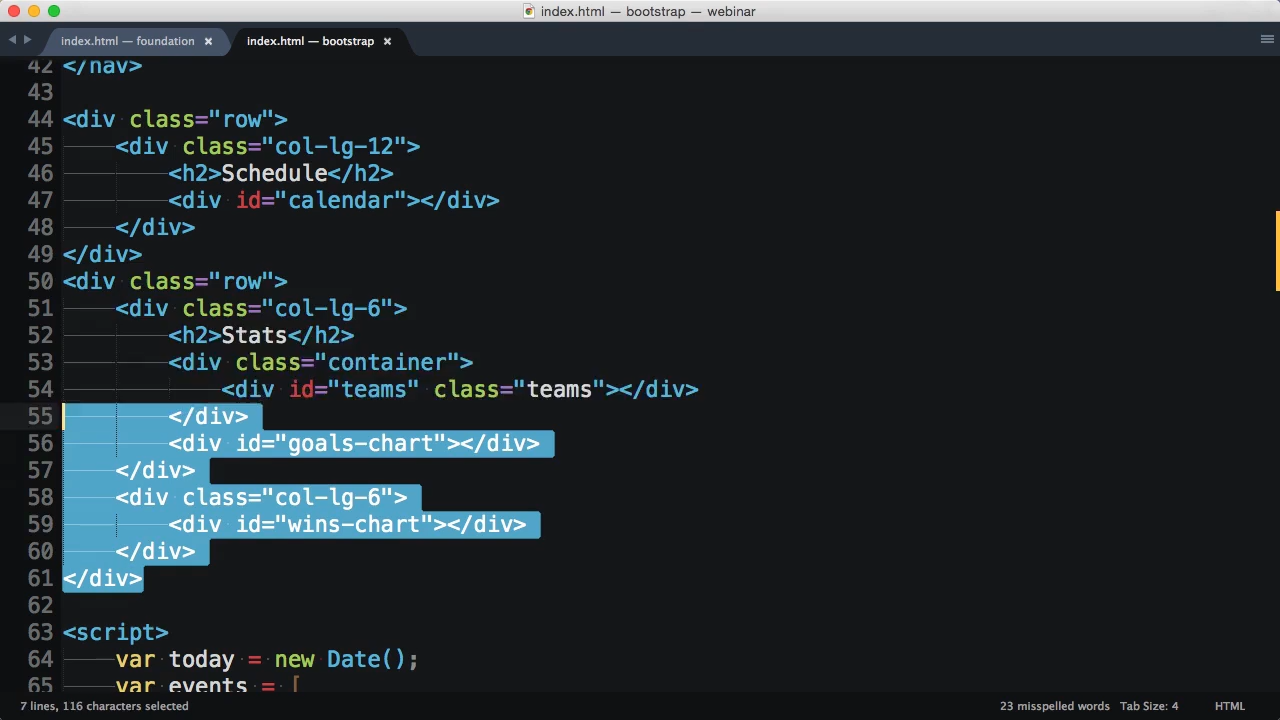 index.html — bootstrap — webinar
index.html — foundation × index.html — bootstrap ×
42 </nav>
43
44 <div class="row">
45 <div class="col-lg-12">
46 <h2>Schedule</h2>
47 <div id="calendar"></div>
48 </div>
49 </div>
50 <div class="row">
51 <div class="col-lg-6">
52 <h2>Stats</h2>
53 <div class="container">
54 <div id="teams" class="teams"></div>
55 </div>
56 <div id="goals-chart"></div>
57 </div>
58 <div class="col-lg-6">
59 <div id="wins-chart"></div>
60 </div>
61 </div>
62
63 <script>
64 var today = new Date();
65 var events = [
7 lines, 116 characters selected 23 misspelled words Tab Size: 4 HTML